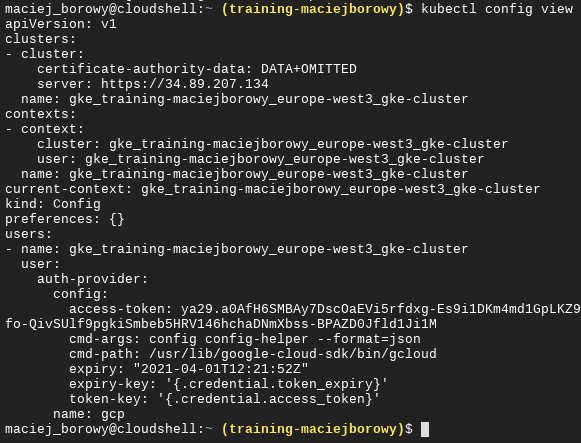 maciej_borowy@cloudshell:~ (training-maciejborowy)$ kubectl config view
apiVersion: v1
clusters:
- cluster:
    certificate-authority-data: DATA+OMITTED
    server: https://34.89.207.134
  name: gke_training-maciejborowy_europe-west3_gke-cluster
contexts:
- context:
    cluster: gke_training-maciejborowy_europe-west3_gke-cluster
    user: gke_training-maciejborowy_europe-west3_gke-cluster
  name: gke_training-maciejborowy_europe-west3_gke-cluster
current-context: gke_training-maciejborowy_europe-west3_gke-cluster
kind: Config
preferences: {}
users:
- name: gke_training-maciejborowy_europe-west3_gke-cluster
  user:
    auth-provider:
      config:
        access-token: ya29.a0AfH6SMBAy7DscOaEVi5rfdxg-Es9i1DKm4md1GpLKZ9
fo-QivSUlf9pgkiSmbeb5HRV146hchaDNmXbss-BPAZD0Jfld1Ji1M
        cmd-args: config config-helper --format=json
        cmd-path: /usr/lib/google-cloud-sdk/bin/gcloud
        expiry: "2021-04-01T12:21:52Z"
        expiry-key: '{.credential.token_expiry}'
        token-key: '{.credential.access_token}'
      name: gcp
maciej_borowy@cloudshell:~ (training-maciejborowy)$